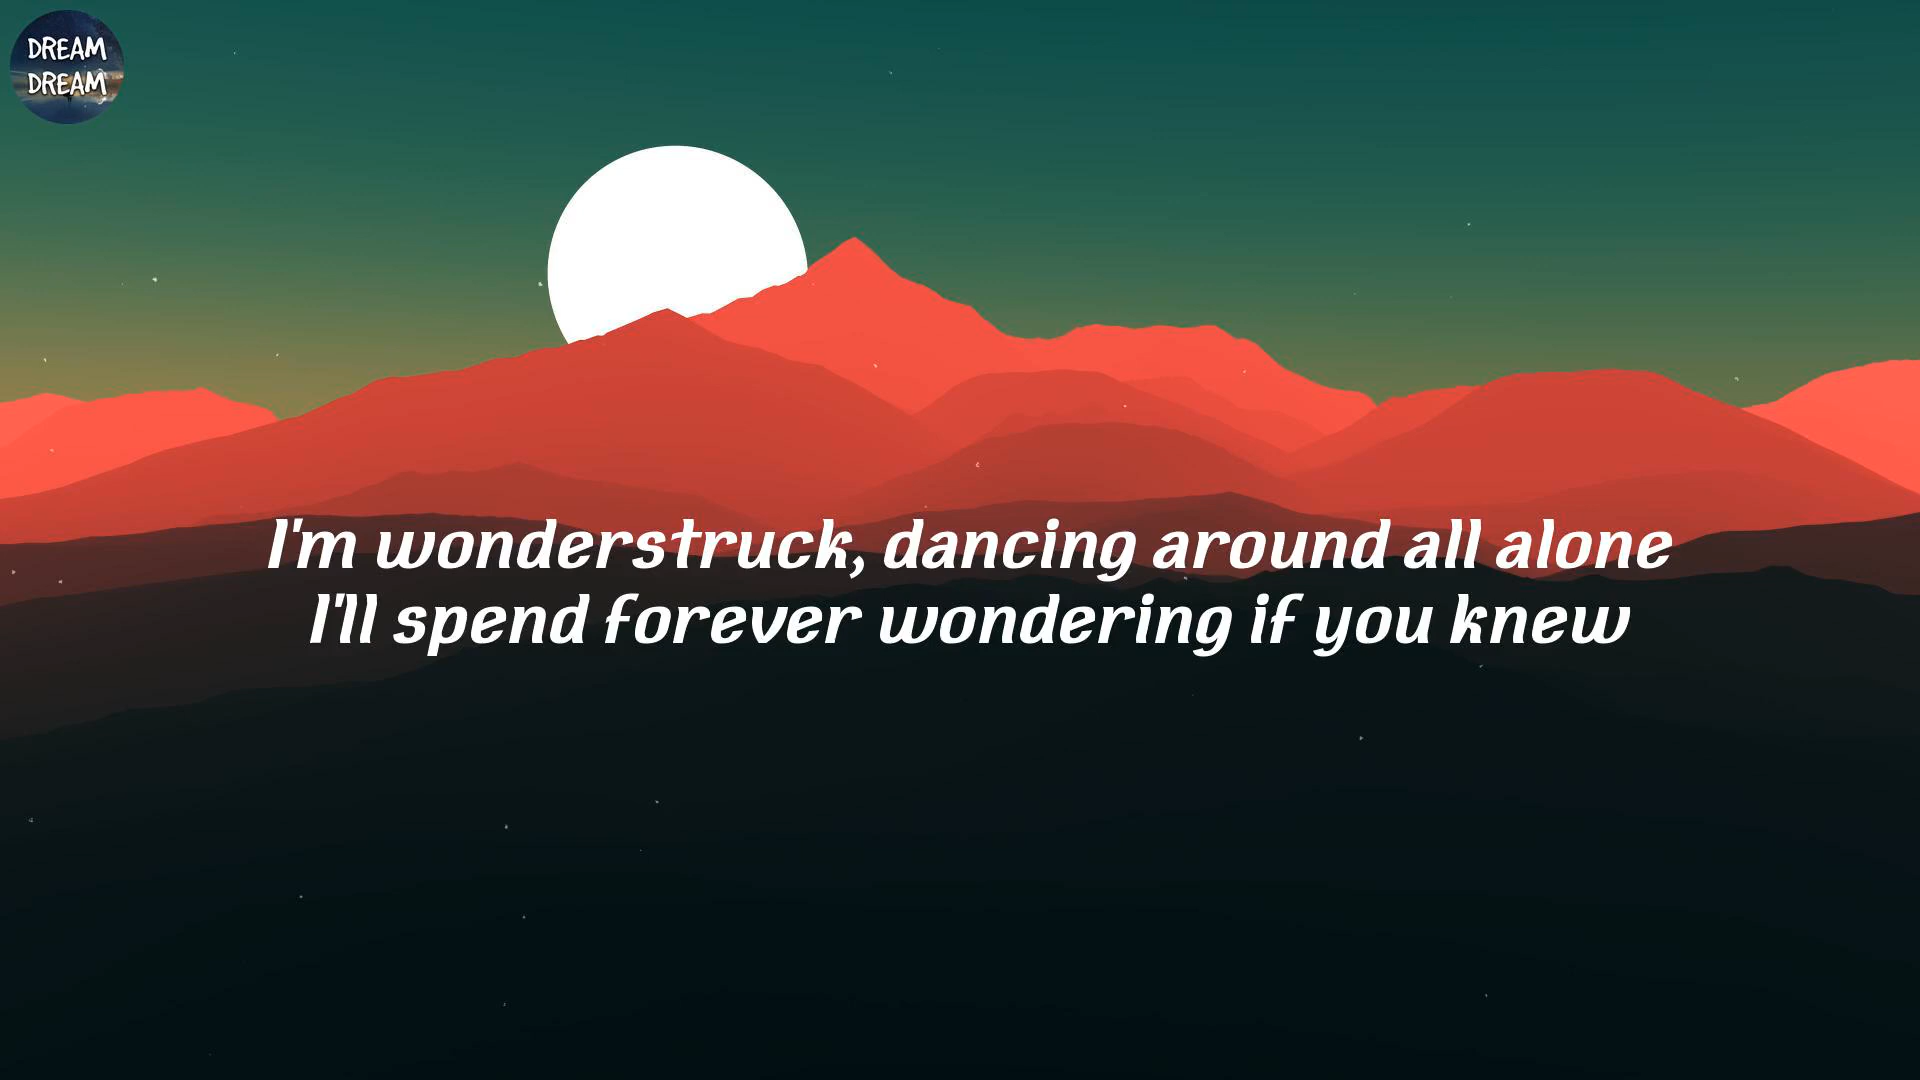 DREAM
DREAM
I'm wonderstruck, dancing around all alone
I'll spend forever wondering if you knew